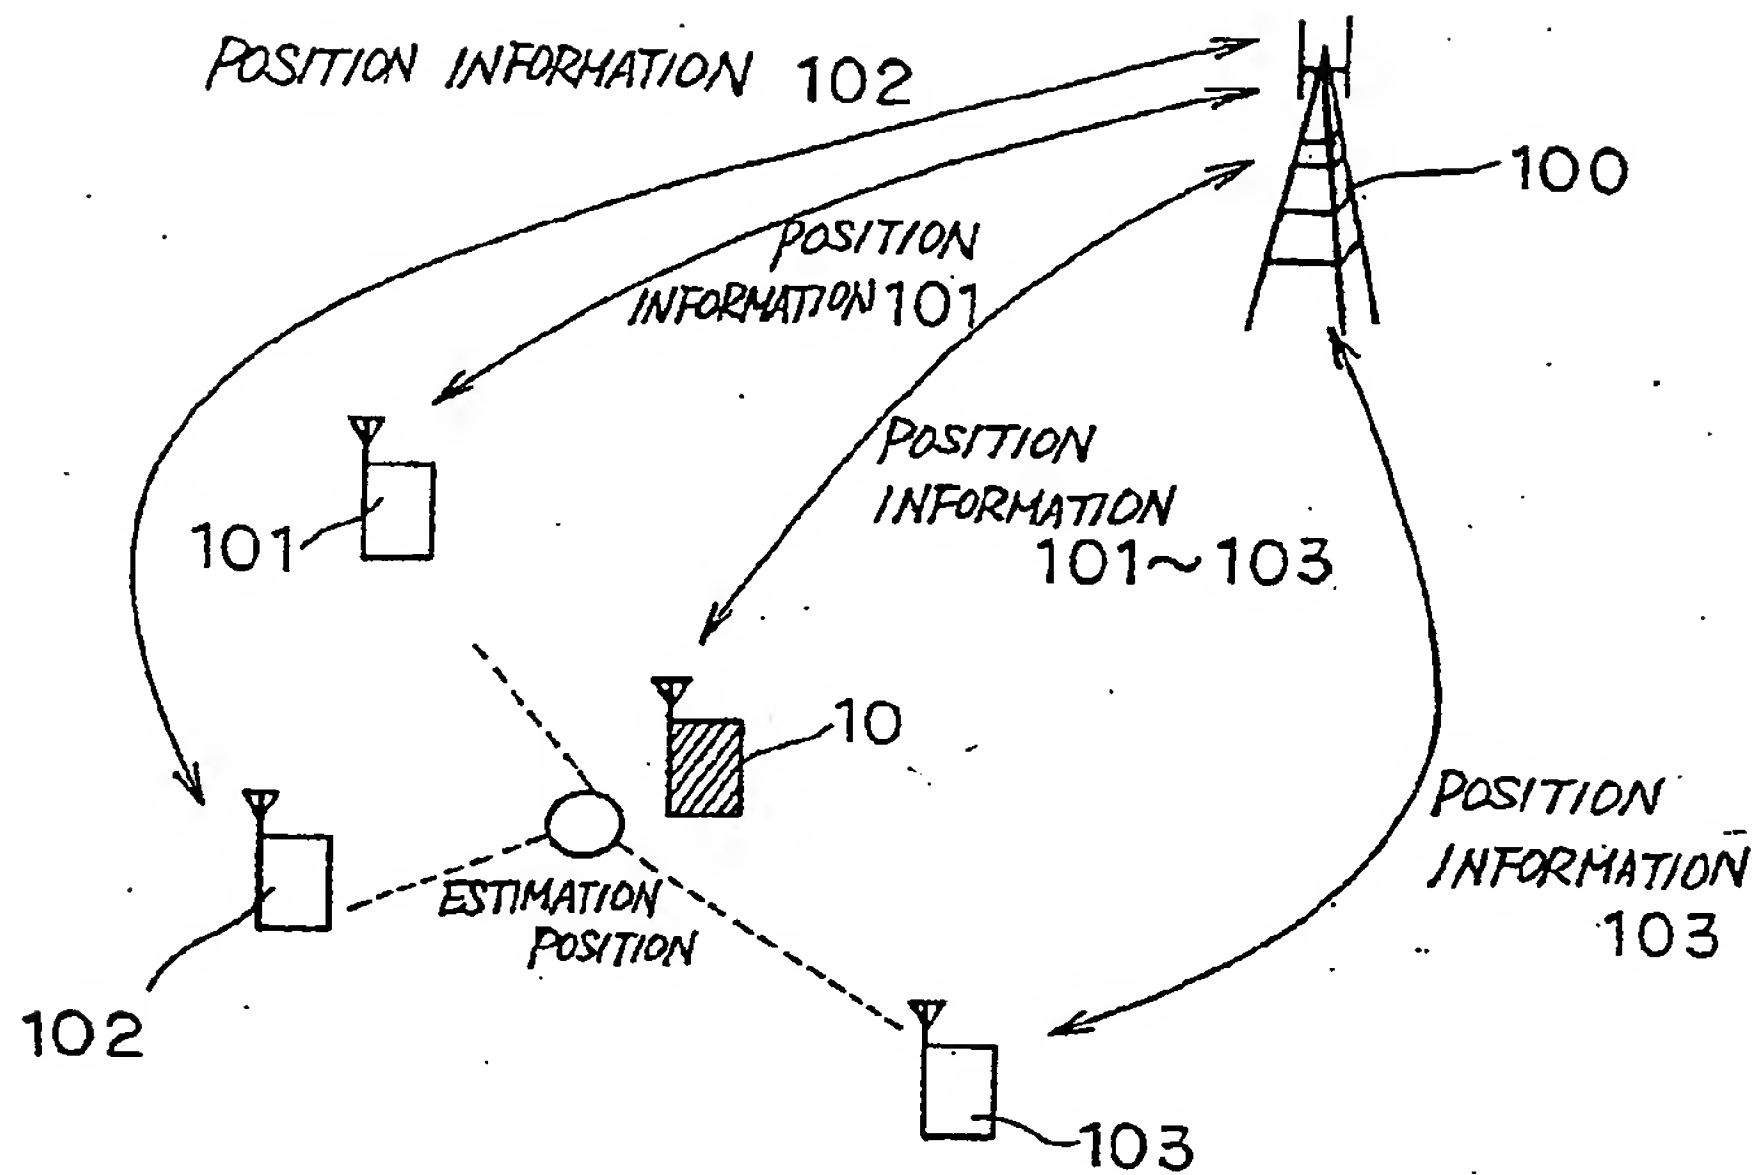 POSITION INFORMATION 102
100
POSITION
INFORMATION 101
POSITION
INFORMATION
101~103
101
10
POSITION
INFORMATION
103
ESTIMATION
POSITION
102
103